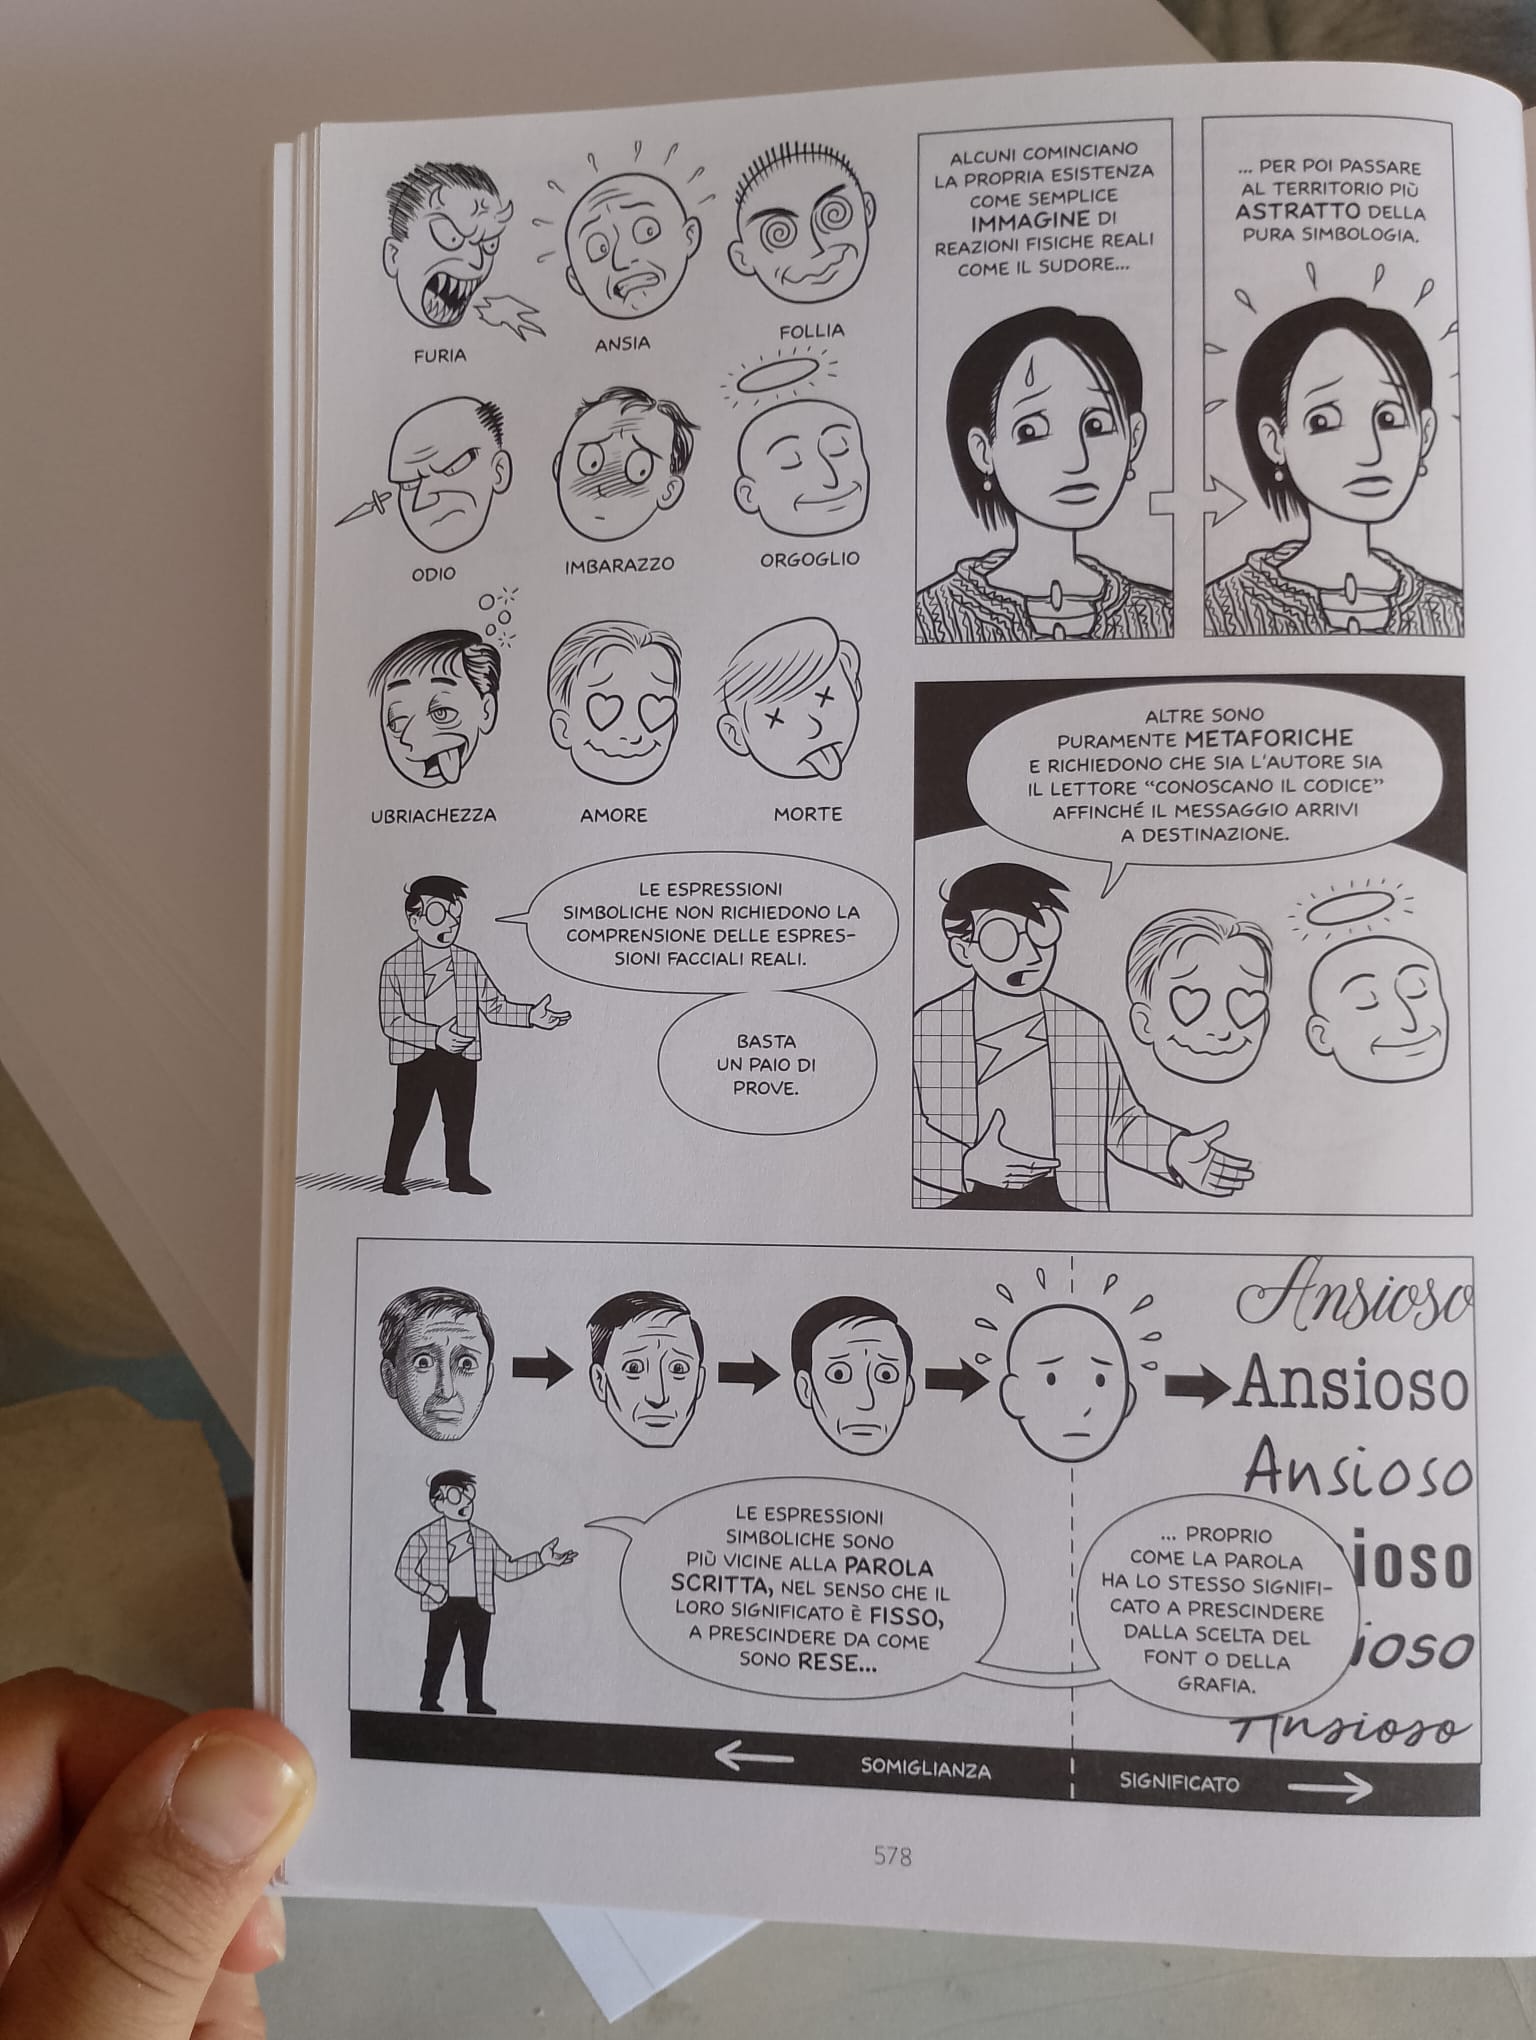 FURIA
ANSIA
FOLLIA
ODIO
IMBARAZZO
ORGOGLIO
UBRIACHEZZA
AMORE
MORTE
ALCUNI COMINCIANO
LA PROPRIA ESISTENZA
COME SEMPLICE
IMMAGINE DI
REAZIONI FISICHE REALI
COME IL SUDORE...
... PER POI PASSARE
AL TERRITORIO PIÙ
ASTRATTO DELLA
PURA SIMBOLOGIA.
LE ESPRESSIONI
SIMBOLICHE NON RICHIEDONO LA
COMPRENSIONE DELLE ESPRES-
SIONI FACCIALI REALI.
BASTA
UN PAIO DI
PROVE.
ALTRE SONO
PURAMENTE METAFORICHE
E RICHIEDONO CHE SIA L'AUTORE SIA
IL LETTORE "CONOSCANO IL CODICE"
AFFINCHÉ IL MESSAGGIO ARRIVI
A DESTINAZIONE.
LE ESPRESSIONI
SIMBOLICHE SONO
PIÙ VICINE ALLA PAROLA
SCRITTA, NEL SENSO CHE IL
LORO SIGNIFICATO È FISSO,
A PRESCINDERE DA COME
SONO RESE...
... PROPRIO
COME LA PAROLA
HA LO STESSO SIGNIFI-
CATO A PRESCINDERE
DALLA SCELTA DEL
FONT O DELLA
GRAFIA.
Ansioso
Ansioso
Ansioso
ioso
ioso
Ansioso
SOMIGLIANZA
SIGNIFICATO
578